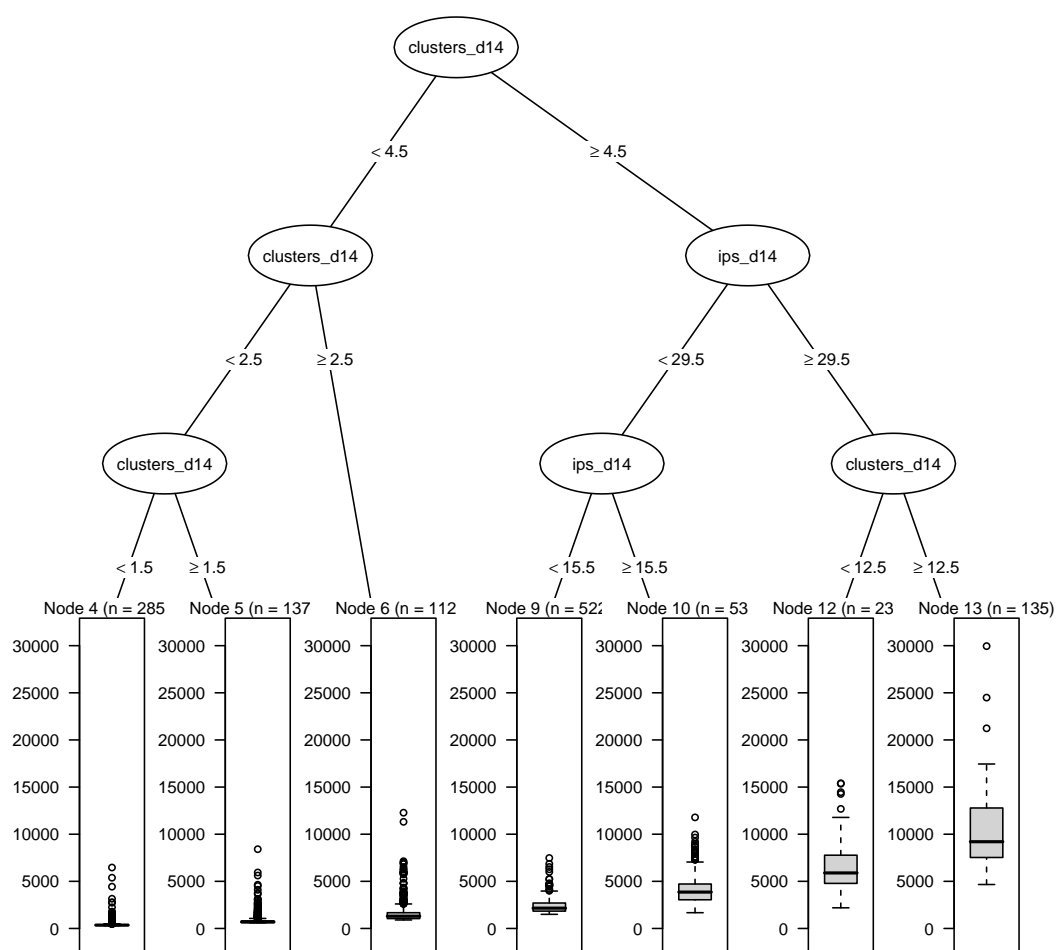 clusters_d14
< 4.5 ≥ 4.5
clusters_d14 ips_d14
< 2.5 ≥ 2.5 < 29.5 ≥ 29.5
clusters_d14 ips_d14 clusters_d14
< 1.5 ≥ 1.5 < 15.5 ≥ 15.5 < 12.5 ≥ 12.5
Node 4 (n = 285 Node 5 (n = 137 Node 6 (n = 112 Node 9 (n = 522 Node 10 (n = 53 Node 12 (n = 23 Node 13 (n = 135)
30000 30000 30000 30000 30000 30000 30000
25000 25000 25000 25000 25000 25000 25000
20000 20000 20000 20000 20000 20000 20000
15000 15000 15000 15000 15000 15000 15000
10000 10000 10000 10000 10000 10000 10000
5000 5000 5000 5000 5000 5000 5000
0 0 0 0 0 0 0